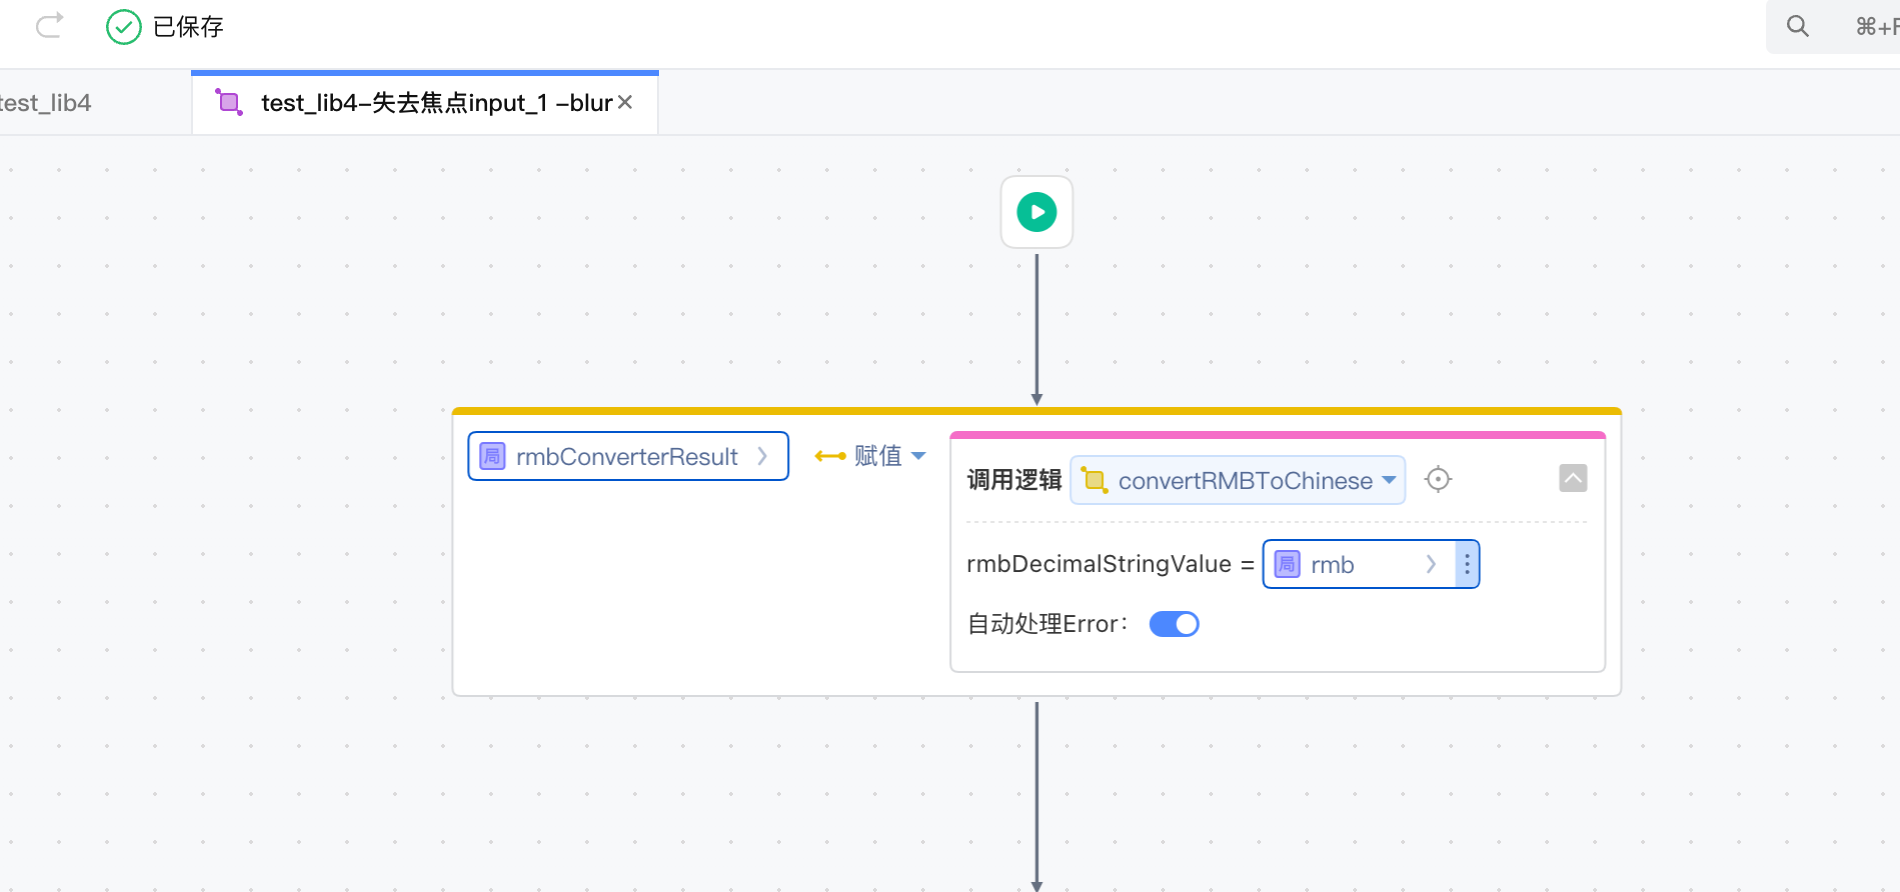 已保存
⌘+F
test_lib4
test_lib4-失去焦点input_1 -blur
局 rmbConverterResult
赋值
调用逻辑 convertRMBToChinese
rmbDecimalStringValue = 局 rmb
自动处理Error: